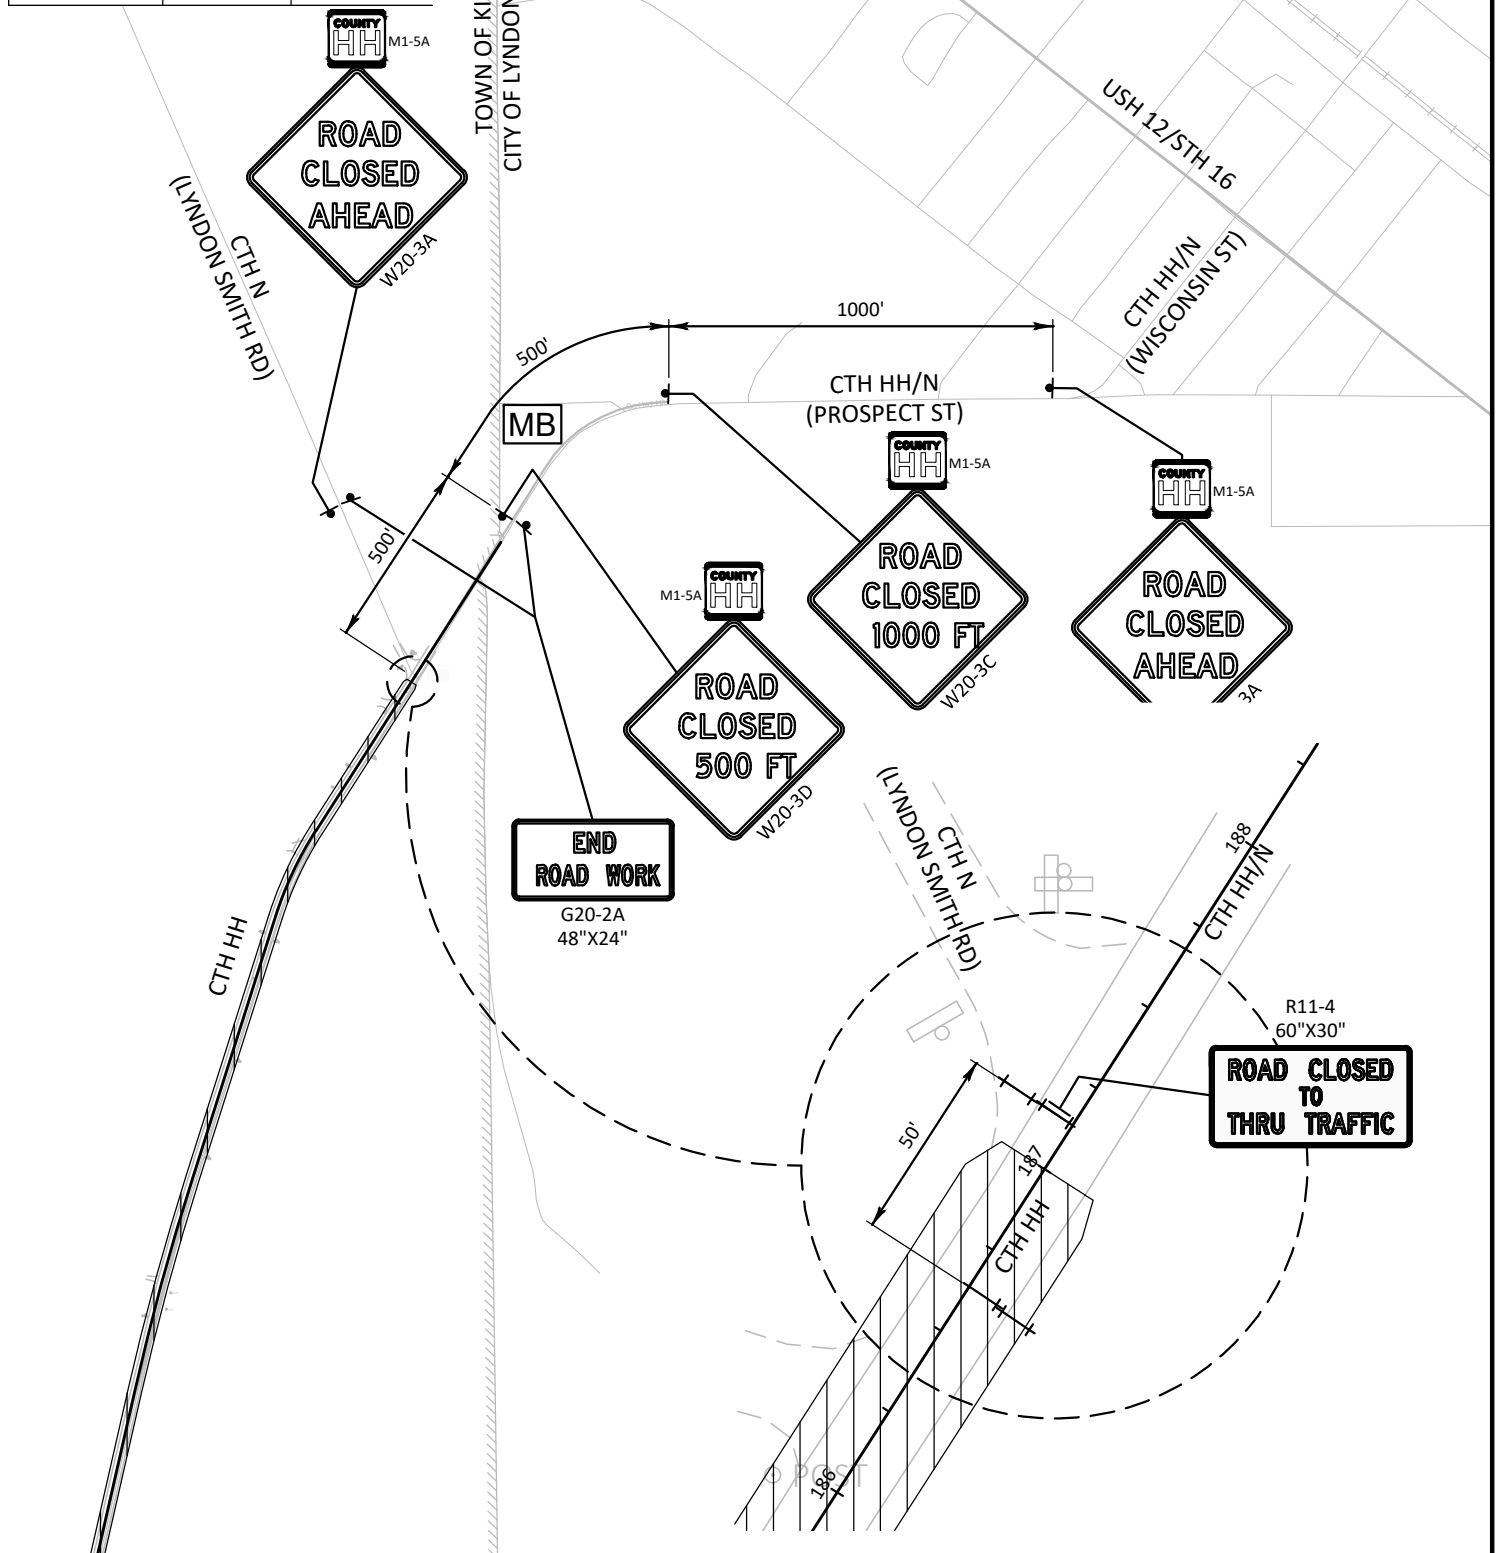 COUNTY
HH
M1-5A
ROAD
CLOSED
AHEAD
W20-3A
CTH N
(LYNDON SMITH RD)
TOWN OF
CITY OF LYNDON
USH 12/STH 16
CTH HH/N
(WISCONSIN ST)
1000'
500'
CTH HH/N
(PROSPECT ST)
MB
COUNTY
HH
M1-5A
ROAD
CLOSED
1000 FT
W20-3C
COUNTY
HH
M1-5A
ROAD
CLOSED
AHEAD
3A
500'
COUNTY
HH
M1-5A
ROAD
CLOSED
500 FT
W20-3D
END
ROAD WORK
G20-2A
48"X24"
CTH HH
CTH N
(LYNDON SMITH RD)
188
CTH HH/N
R11-4
60"X30"
ROAD CLOSED
TO
THRU TRAFFIC
50'
187
CTH HH
186
POST